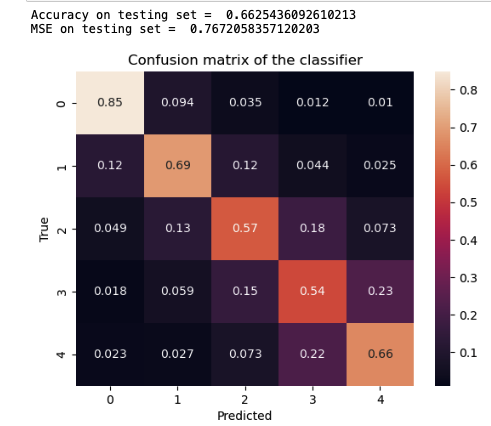 Accuracy on testing set =  0.6625436092610213
MSE on testing set =  0.7672058357120203
Confusion matrix of the classifier
0 0.85 0.094 0.035 0.012 0.01
1 0.12 0.69 0.12 0.044 0.025
2 0.049 0.13 0.57 0.18 0.073
3 0.018 0.059 0.15 0.54 0.23
4 0.023 0.027 0.073 0.22 0.66
True
0 1 2 3 4
Predicted
0.8
0.7
0.6
0.5
0.4
0.3
0.2
0.1